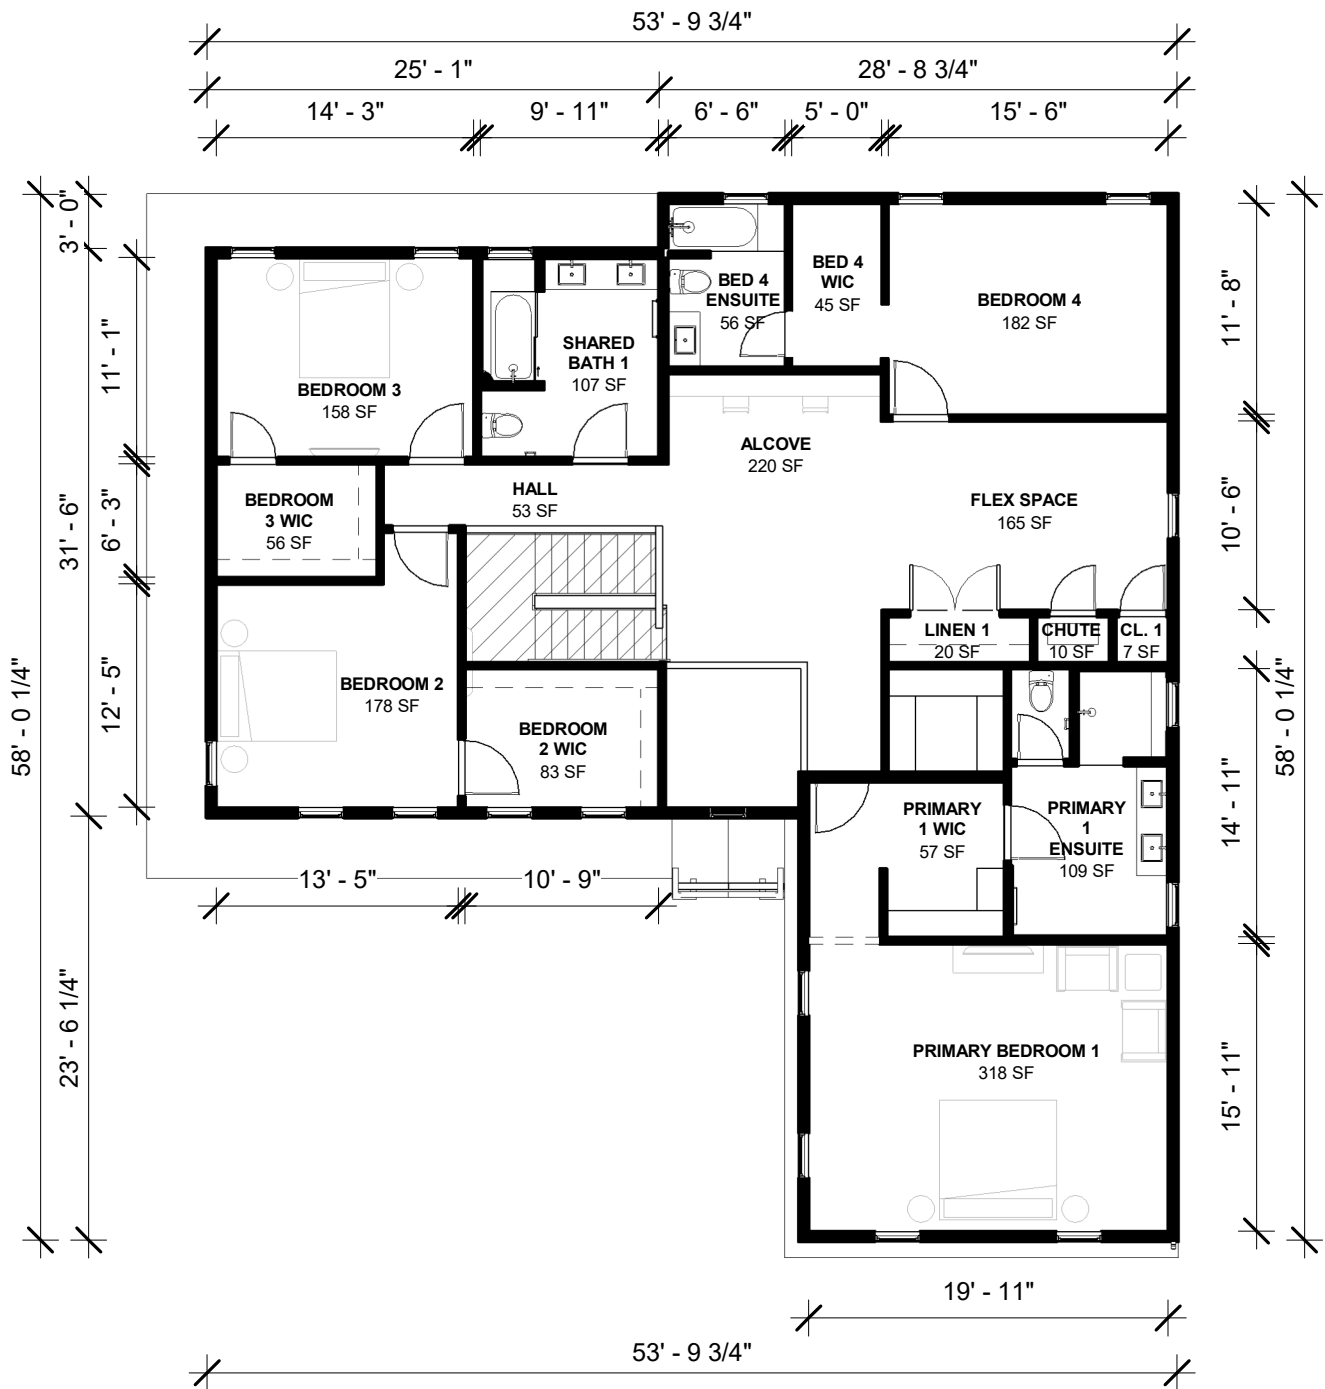 53' - 9 3/4"
25' - 1"
28' - 8 3/4"
14' - 3"
9' - 11"
6' - 6"
5' - 0"
15' - 6"
3' - 0"
11' - 1"
31' - 6"
6' - 3"
12' - 5"
58' - 0 1/4"
23' - 6 1/4"
BEDROOM 3
158 SF
SHARED
BATH 1
107 SF
BED 4
ENSUITE
56 SF
BED 4
WIC
45 SF
BEDROOM 4
182 SF
11' - 8"
ALCOVE
220 SF
HALL
53 SF
BEDROOM
3 WIC
56 SF
FLEX SPACE
165 SF
10' - 6"
LINEN 1
20 SF
CHUTE
10 SF
CL. 1
7 SF
BEDROOM 2
178 SF
BEDROOM
2 WIC
83 SF
PRIMARY
1 WIC
57 SF
PRIMARY
1
ENSUITE
109 SF
14' - 11"
58' - 0 1/4"
13' - 5"
10' - 9"
PRIMARY BEDROOM 1
318 SF
15' - 11"
19' - 11"
53' - 9 3/4"